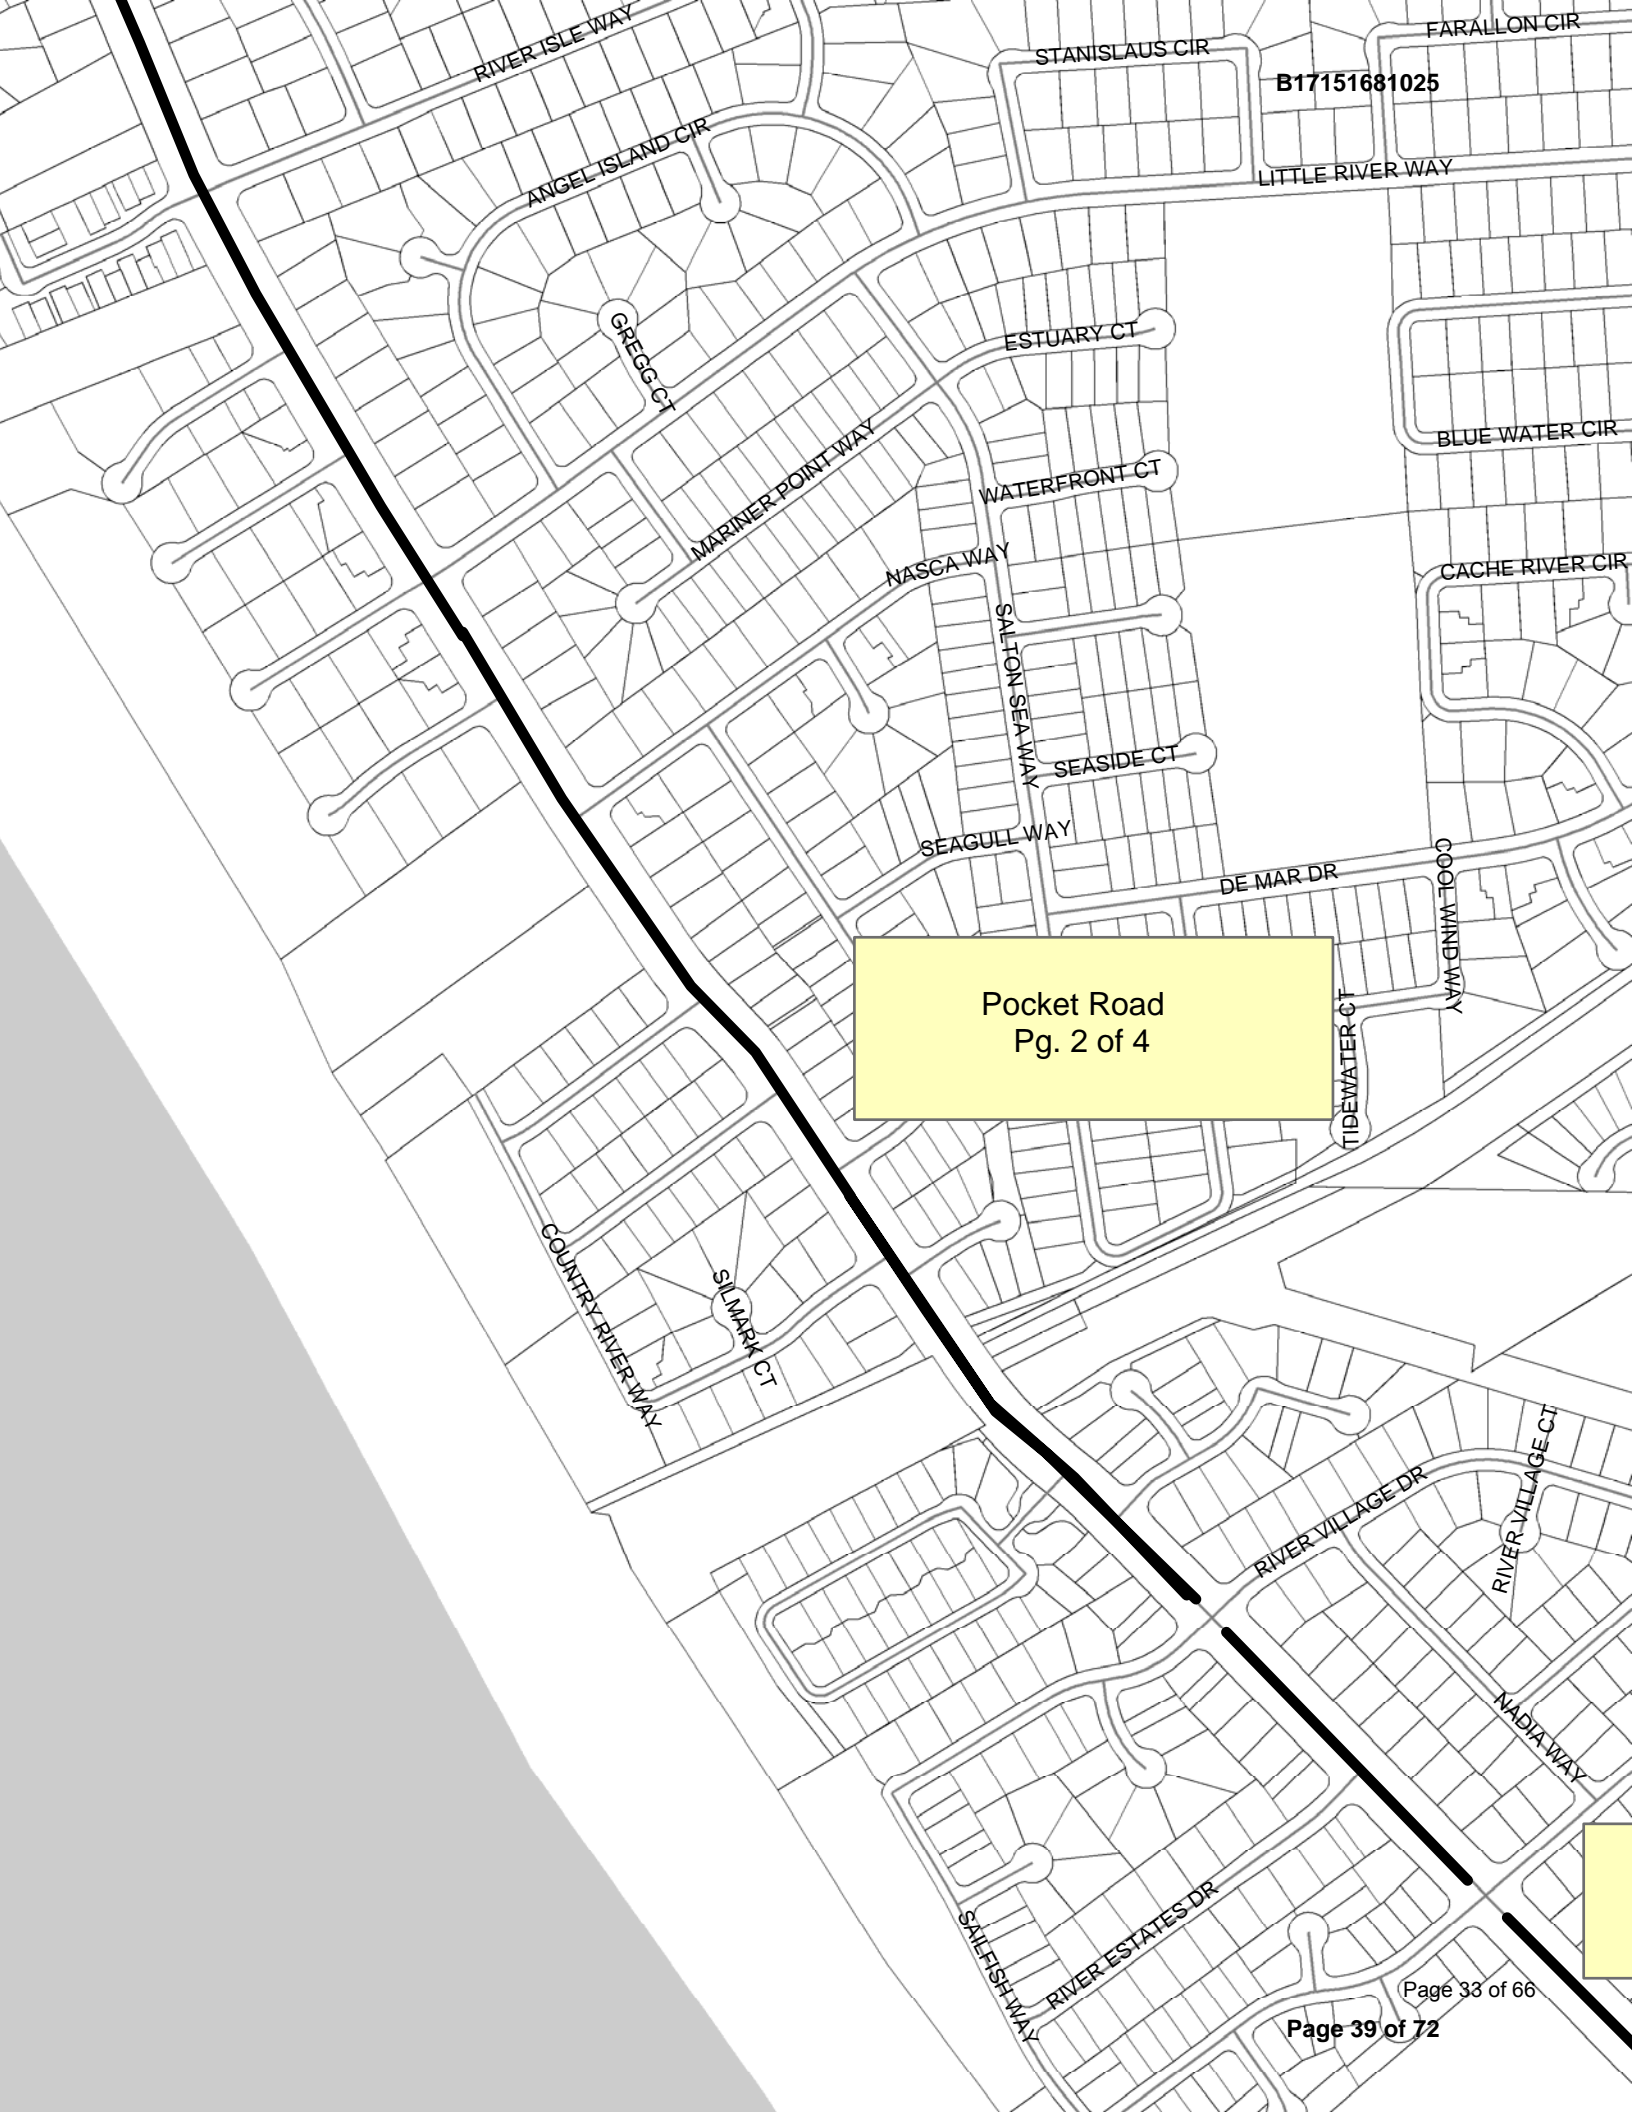 RIVER ISLE WAY
STANISLAUS CIR
FARALLON CIR
B17151681025
ANGEL ISLAND CIR
LITTLE RIVER WAY
GREGG CT
ESTUARY CT
MARINER POINT WAY
BLUE WATER CIR
WATERFRONT CT
NASCA WAY
CACHE RIVER CIR
SALTON SEA WAY
SEASIDE CT
SEAGULL WAY
DE MAR DR
COOL WIND WAY
Pocket Road
Pg. 2 of 4
TIDEWATER CT
COUNTRY RIVER WAY
SILMARK CT
RIVER VILLAGE DR
RIVER VILLAGE CT
NADIA WAY
SAILFISH WAY
RIVER ESTATES DR
Page 33 of 66
Page 39 of 72